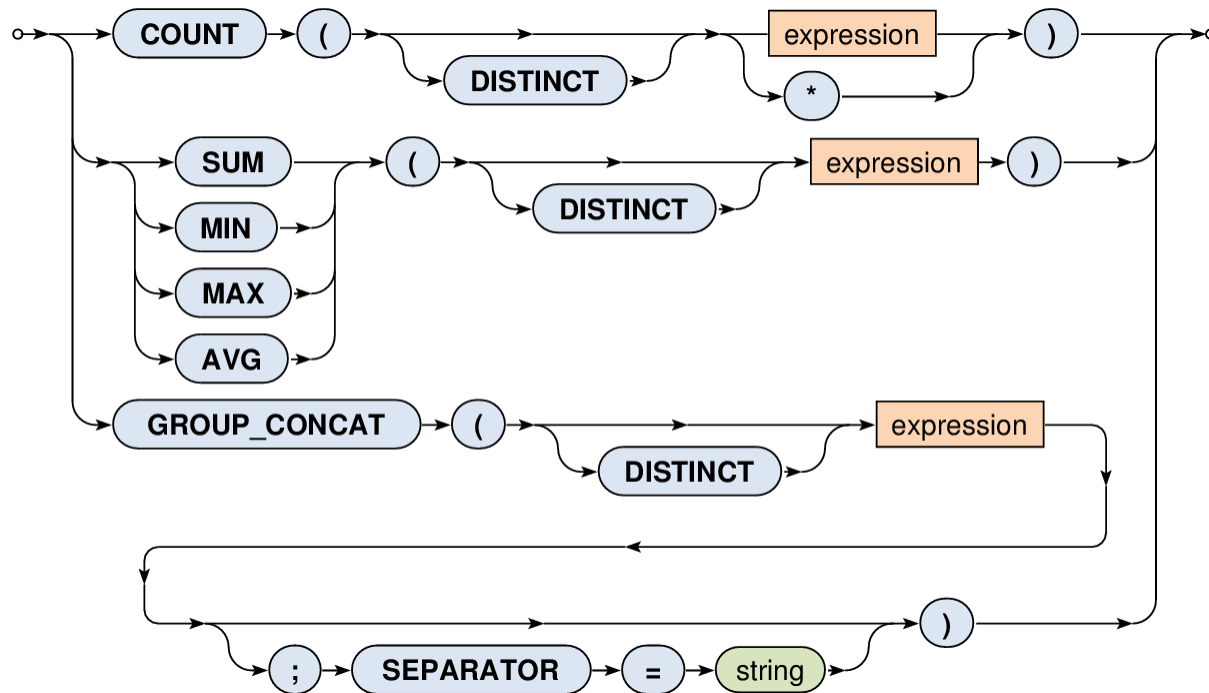 COUNT ( expression )
DISTINCT
*
SUM ( expression )
DISTINCT
MIN
MAX
AVG
GROUP_CONCAT ( expression
DISTINCT
)
; SEPARATOR = string